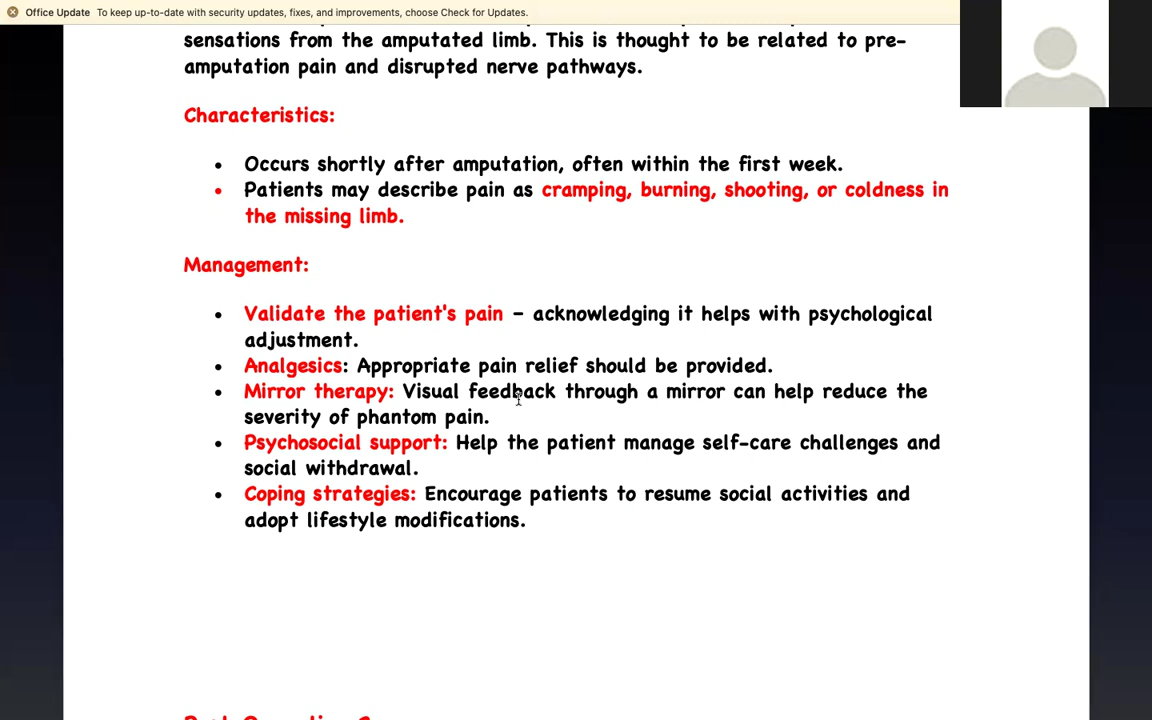 Office Update To keep up-to-date with security updates, fixes, and improvements, choose Check for Updates.
sensations from the amputated limb. This is thought to be related to pre-
amputation pain and disrupted nerve pathways.
Characteristics:
• Occurs shortly after amputation, often within the first week.
• Patients may describe pain as cramping, burning, shooting, or coldness in
the missing limb.
Management:
• Validate the patient's pain – acknowledging it helps with psychological
adjustment.
• Analgesics: Appropriate pain relief should be provided.
• Mirror therapy: Visual feedback through a mirror can help reduce the
severity of phantom pain.
• Psychosocial support: Help the patient manage self-care challenges and
social withdrawal.
• Coping strategies: Encourage patients to resume social activities and
adopt lifestyle modifications.